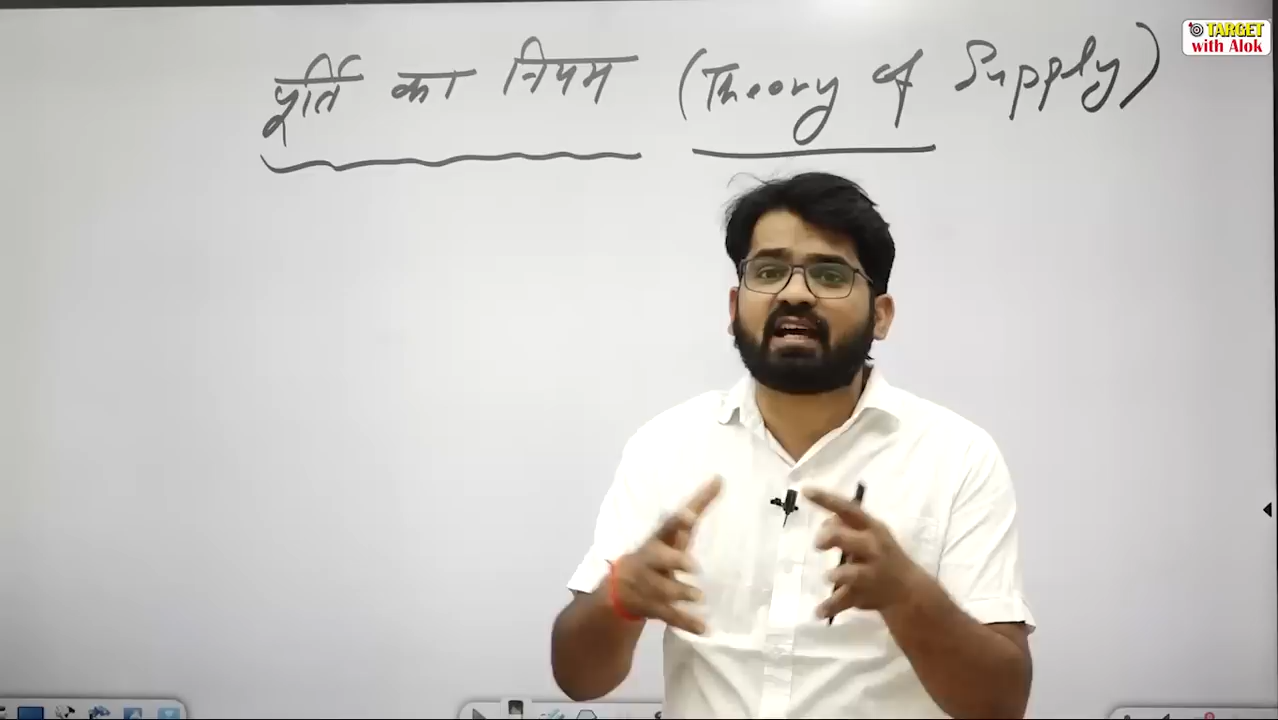 पूर्ति का नियम (Theory of Supply)
TARGET
with Alok